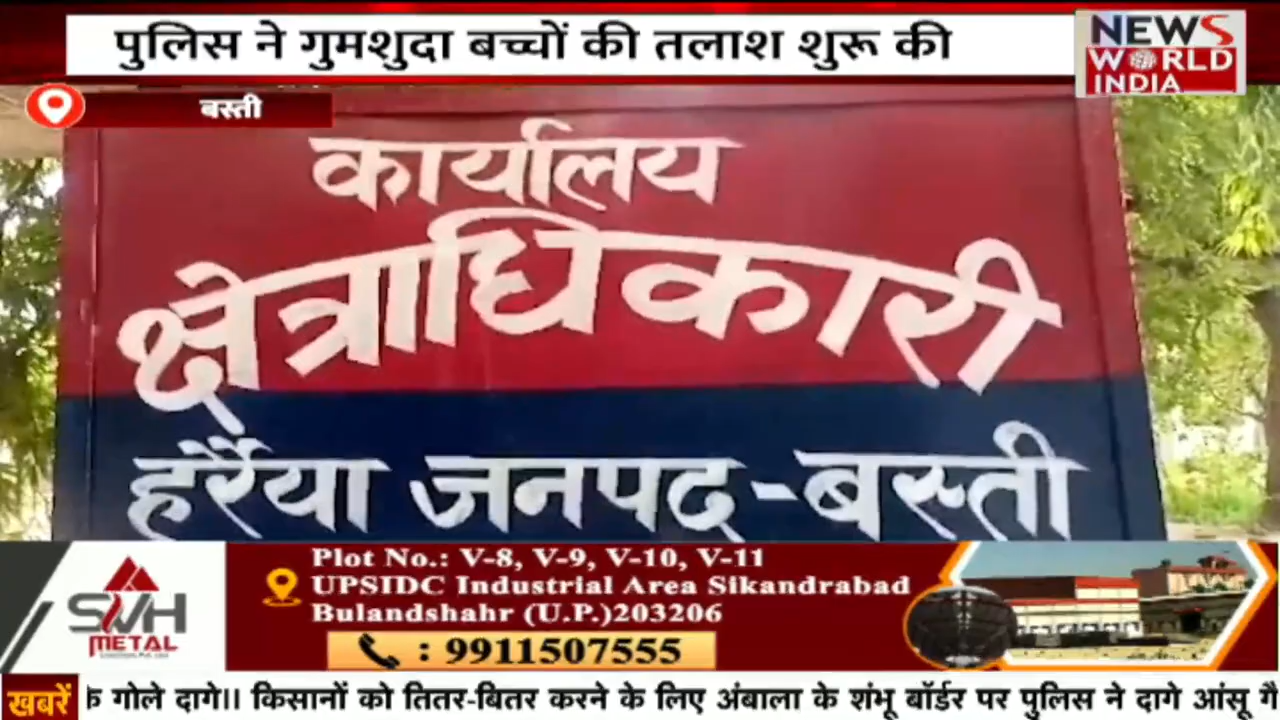 पुलिस ने गुमशुदा बच्चों की तलाश शुरू की
NEWS
WORLD
INDIA
बस्ती
कार्यालय
क्षेत्राधिकारी
हर्रैया जनपद-बस्ती
SVH
METAL
Plot No.: V-8, V-9, V-10, V-11
UPSIDC Industrial Area Sikandrabad
Bulandshahr (U.P.)203206
: 9911507555
खबरें
के गोले दागे।। किसानों को तितर-बितर करने के लिए अंबाला के शंभू बॉर्डर पर पुलिस ने दागे आंसू गै